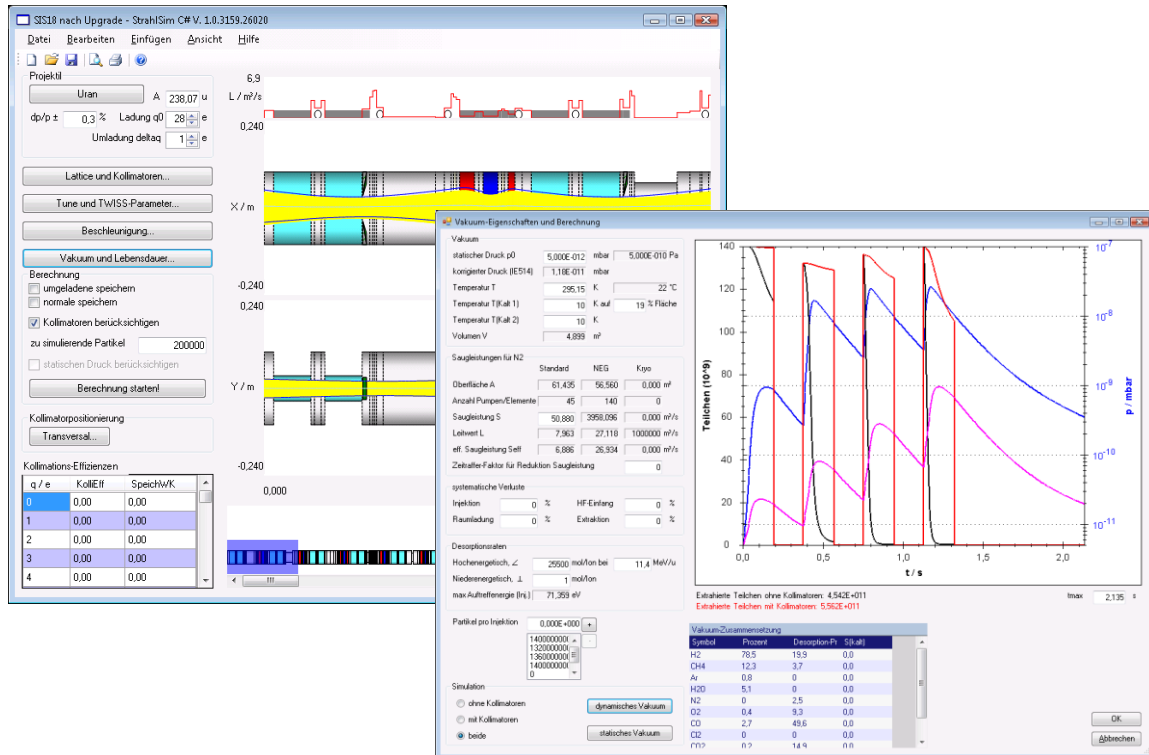 SIS18 nach Upgrade - StrahlSim C# V. 1.0.3159.26020
Datei Bearbeiten Einfügen Ansicht Hilfe
Projektil
Uran A 238,07 u
dp/p ± 0,3 % Ladung q0 28 e
Umladung deltaq 1 e
Lattice und Kollimatoren...
Tune und TWISS-Parameter...
Beschleunigung...
Vakuum und Lebensdauer...
Berechnung
umgeladene speichern
normale speichern
Kollimatoren berücksichtigen
zu simulierende Partikel 200000
statischen Druck berücksichtigen
Berechnung starten!
Kollimatorpositionierung
Transversal...
Kollimations-Effizienzen
q / e KolliEff SpeichWK
0 0,00 0,00
1 0,00 0,00
2 0,00 0,00
3 0,00 0,00
4 0,00 0,00
6,9
L / m³/s
0,240
X / m
-0,240
0,240
Y / m
-0,240
0,000
Vakuum-Eigenschaften und Berechnung
Vakuum
statischer Druck p0 5,000E-012 mbar 5,000E-010 Pa
korrigierter Druck (IE514) 1,18E-011 mbar
Temperatur T 295,15 K 22 °C
Temperatur T(Kalt 1) 10 K auf 19 % Fläche
Temperatur T(Kalt 2) 10 K
Volumen V 4,899 m³
Saugleistungen für N2
Standard NEG Kryo
Oberfläche A 61,435 56,560 0,000 m²
Anzahl Pumpen/Elemente 45 140 0
Saugleistung S 50,880 3958,096 0,000 m³/s
Leitwert L 7,963 27,110 1000000 m³/s
eff. Saugleistung Seff 6,886 26,934 0,000 m³/s
Zeitraffer-Faktor für Reduktion Saugleistung 0
systematische Verluste
Injektion 0 % HF-Einfang 0 %
Raumladung 0 % Extraktion 0 %
Desorptionsraten
Hochenergetisch, ∠ 25500 mol/Ion bei 11,4 MeV/u
Niederenergetisch, ⊥ 1 mol/Ion
max Auftreffenergie (Inj.) 71,359 eV
Partikel pro Injektion 0,000E+000 +
-
140000000
132000000
136000000
140000000
0
Simulation
ohne Kollimatoren
mit Kollimatoren
beide
dynamisches Vakuum
statisches Vakuum
Teilchen (10^9)
140
120
100
80
60
40
20
0
0,0 0,5 1,0 1,5 2,0
t / s
10^-7
10^-8
10^-9
10^-10
10^-11
p / mbar
Extrahierte Teilchen ohne Kollimatoren: 4,542E+011
Extrahierte Teilchen mit Kollimatoren: 5,562E+011
tmax 2,135 s
Vakuum-Zusammensetzung
Symbol Prozent Desorption-Pr S(kalt)
H2 78,5 19,9 0,0
CH4 12,3 3,7 0,0
Ar 0,8 0 0,0
H2O 5,1 0 0,0
N2 0 2,5 0,0
O2 0,4 9,3 0,0
CO 2,7 49,6 0,0
Cl2 0 0 0,0
CO2 0,2 14,9 0,0
OK
Abbrechen